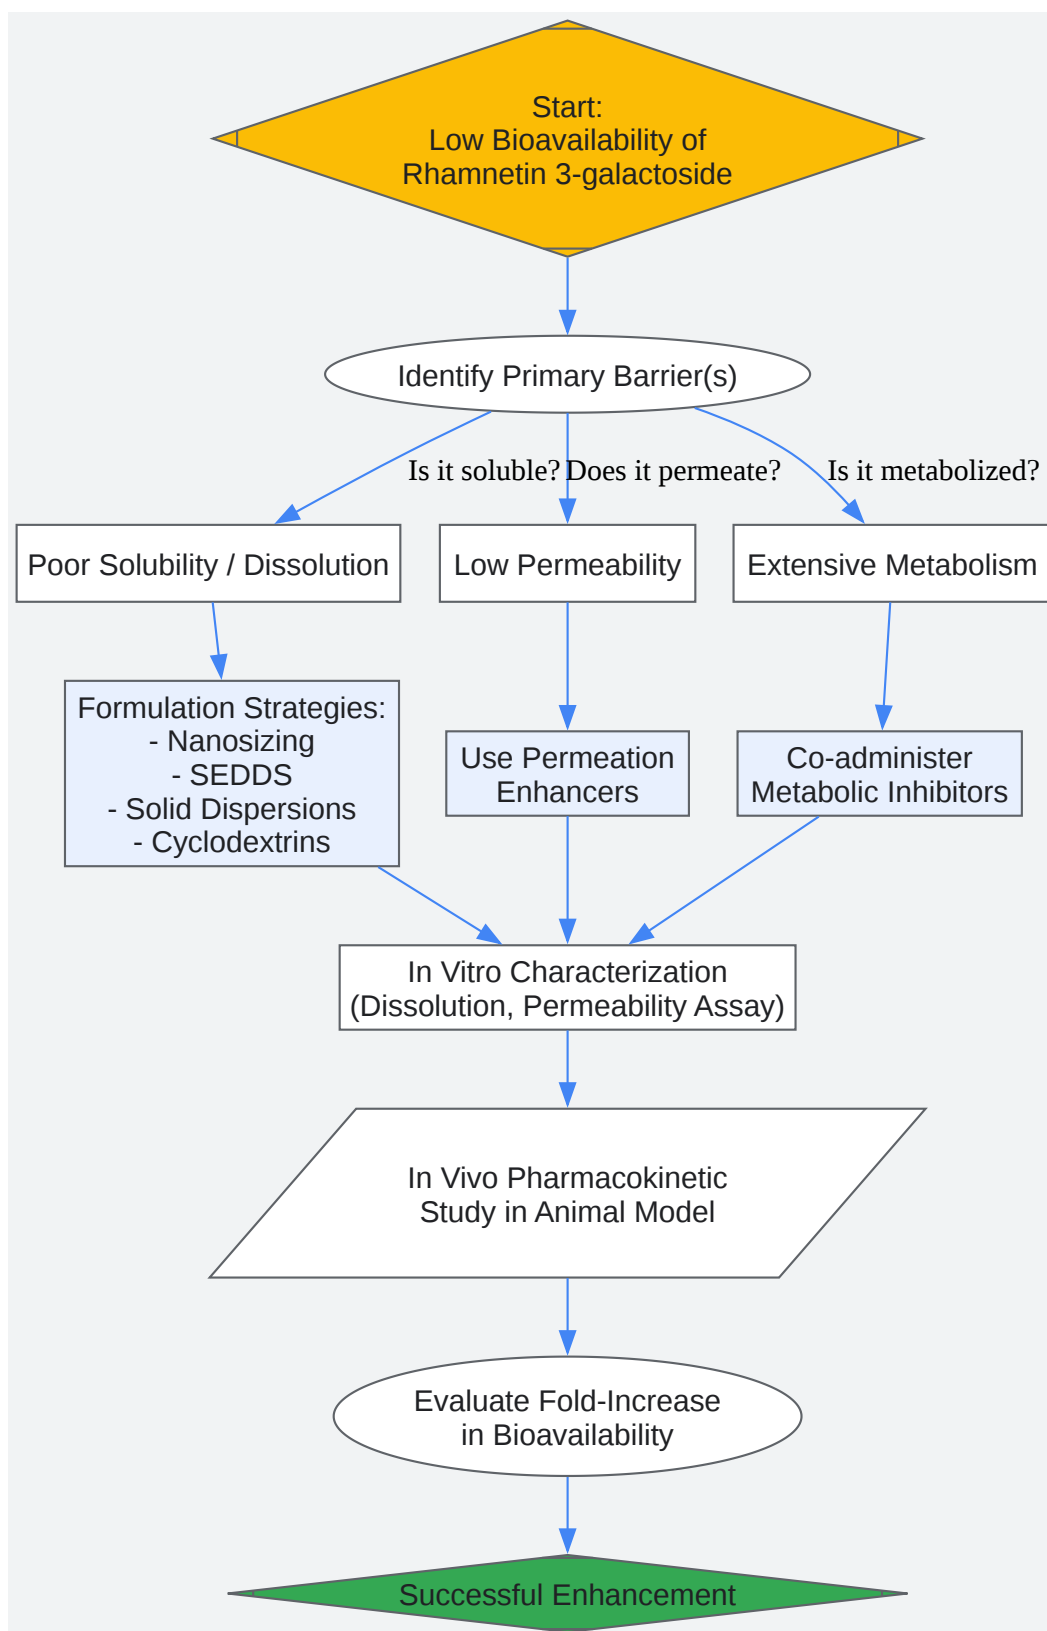 Start:
Low Bioavailability of
Rhamnetin 3-galactoside
Identify Primary Barrier(s)
Is it soluble?
Does it permeate?
Is it metabolized?
Poor Solubility / Dissolution
Low Permeability
Extensive Metabolism
Formulation Strategies:
- Nanosizing
- SEDDS
- Solid Dispersions
- Cyclodextrins
Use Permeation
Enhancers
Co-administer
Metabolic Inhibitors
In Vitro Characterization
(Dissolution, Permeability Assay)
In Vivo Pharmacokinetic
Study in Animal Model
Evaluate Fold-Increase
in Bioavailability
Successful Enhancement